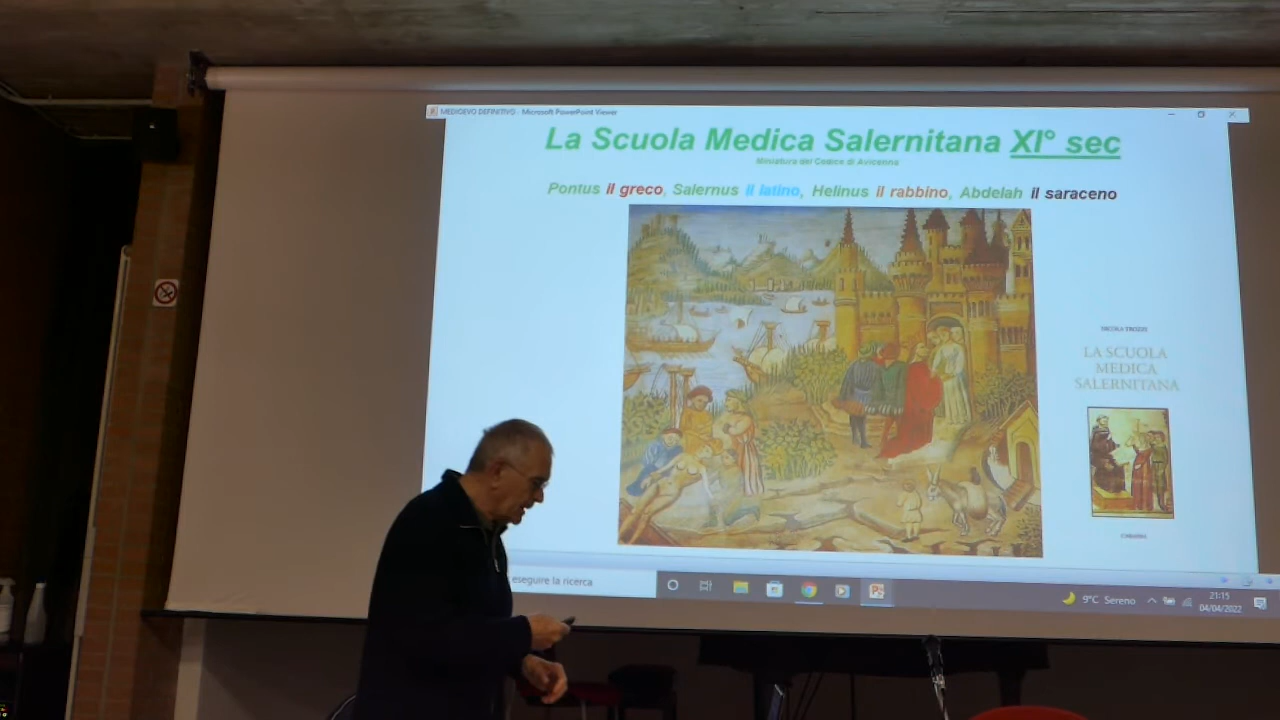 MEDIOEVO DEFINITIVO - Microsoft PowerPoint Viewer
La Scuola Medica Salernitana XI° sec
Miniatura del Codice di Avicenna
Pontus il greco, Salernus il latino, Helinus il rabbino, Abdelah il saraceno
LA SCUOLA
MEDICA
SALERNITANA
eseguire la ricerca
9°C Sereno
21:15
04/04/2022